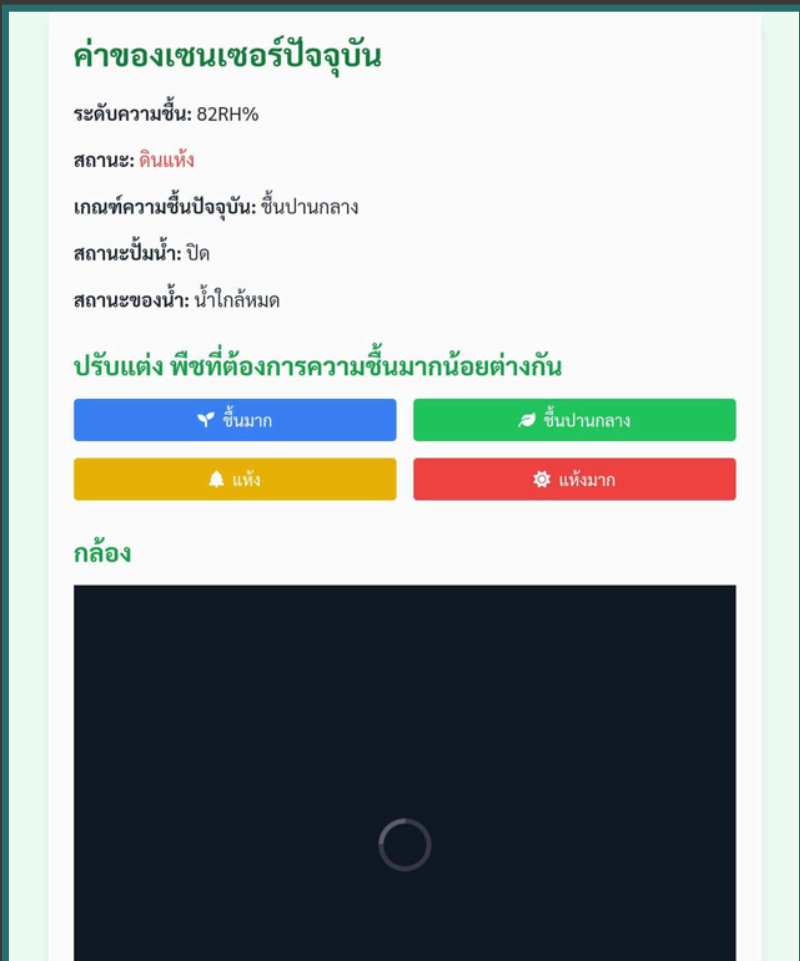 ค่าของเซนเซอร์ปัจจุบัน
ระดับความชื้น: 82RH%
สถานะ: ดินแห้ง
เกณฑ์ความชื้นปัจจุบัน: ชื้นปานกลาง
สถานะปั้มน้ำ: ปิด
สถานะของน้ำ: น้ำใกล้หมด
ปรับแต่ง พืชที่ต้องการความชื้นมากน้อยต่างกัน
ชื้นมาก
ชื้นปานกลาง
แห้ง
แห้งมาก
กล้อง